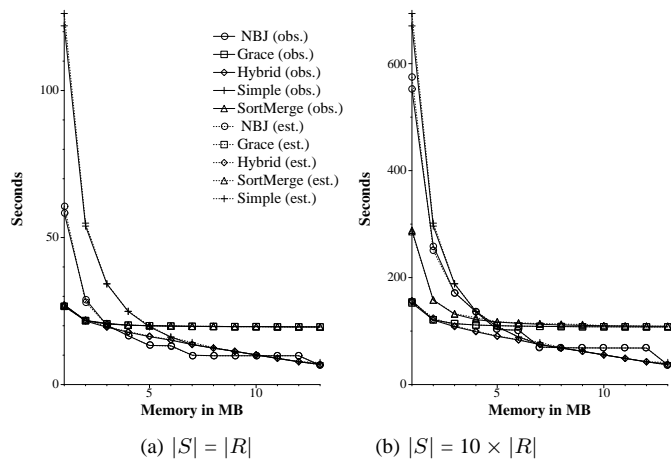 NBJ (obs.)
Grace (obs.)
Hybrid (obs.)
Simple (obs.)
SortMerge (obs.)
NBJ (est.)
Grace (est.)
Hybrid (est.)
SortMerge (est.)
Simple (est.)
100
50
0
Seconds
5
10
Memory in MB
(a) |S| = |R|
600
400
200
0
Seconds
5
10
Memory in MB
(b) |S| = 10 × |R|